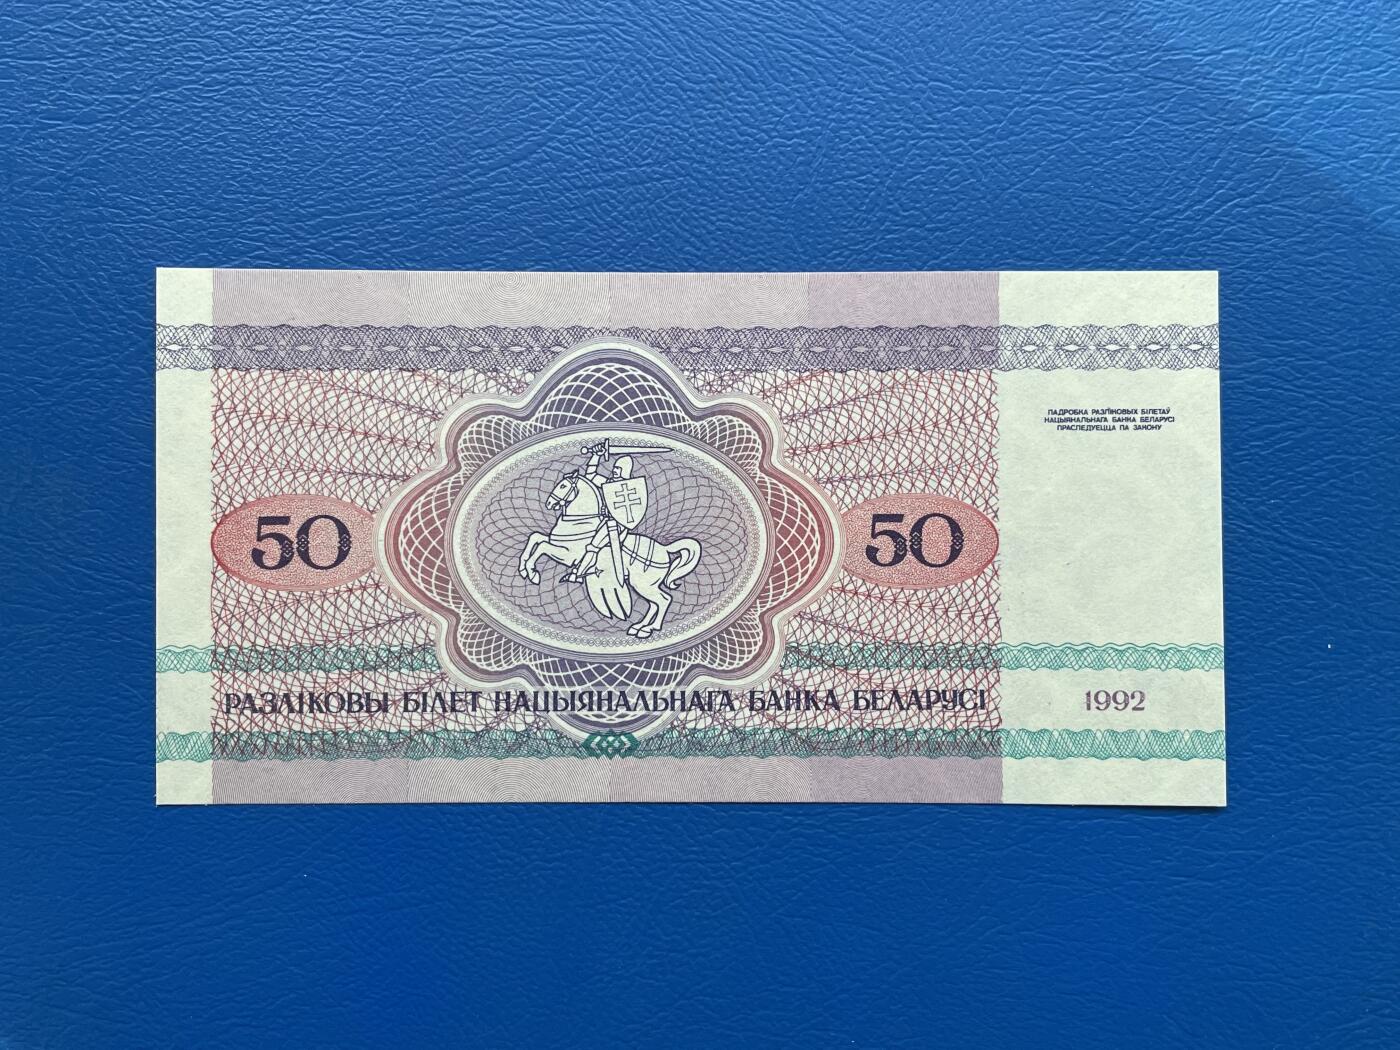 ПАДРОБКА РАЗЛІКОВЫХ БІЛЕТАЎ
НАЦЫЯНАЛЬНАГА БАНКА БЕЛАРУСІ
ПРАСЛЕДУЕЦЦА ПА ЗАКОНУ
50
50
РАЗЛІКОВЫ БІЛЕТ НАЦЫЯНАЛЬНАГА БАНКА БЕЛАРУСІ
1992